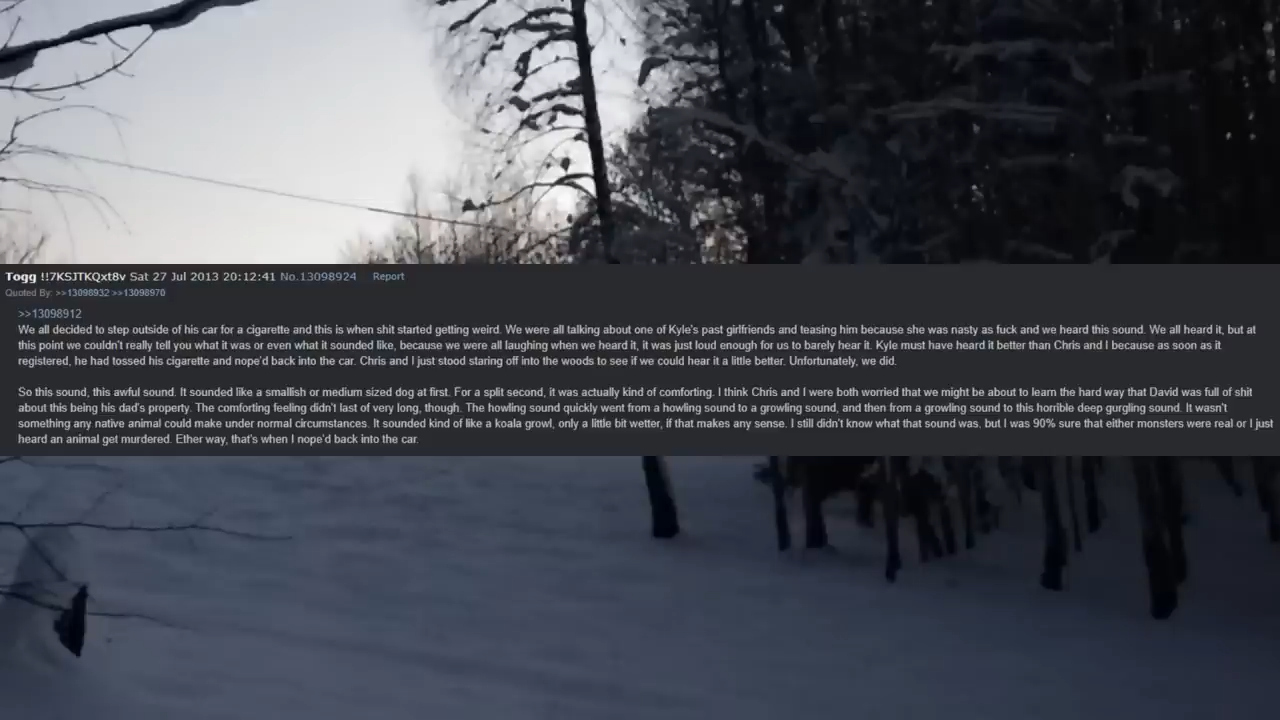 Togg !!7KSJTKQxt8v Sat 27 Jul 2013 20:12:41 No.13098924 Report
Quoted By: >>13098932 >>13098970
>>13098912
We all decided to step outside of his car for a cigarette and this is when shit started getting weird. We were all talking about one of Kyle's past girlfriends and teasing him because she was nasty as fuck and we heard this sound. We all heard it, but at
this point we couldn't really tell you what it was or even what it sounded like, because we were all laughing when we heard it, it was just loud enough for us to barely hear it. Kyle must have heard it better than Chris and I because as soon as it
registered, he had tossed his cigarette and nope'd back into the car. Chris and I just stood staring off into the woods to see if we could hear it a little better. Unfortunately, we did.
So this sound, this awful sound. It sounded like a smallish or medium sized dog at first. For a split second, it was actually kind of comforting. I think Chris and I were both worried that we might be about to learn the hard way that David was full of shit
about this being his dad's property. The comforting feeling didn't last of very long, though. The howling sound quickly went from a howling sound to a growling sound, and then from a growling sound to this horrible deep gurgling sound. It wasn't
something any native animal could make under normal circumstances. It sounded kind of like a koala growl, only a little bit wetter, if that makes any sense. I still didn't know what that sound was, but I was 90% sure that either monsters were real or I just
heard an animal get murdered. Ether way, that's when I nope'd back into the car.